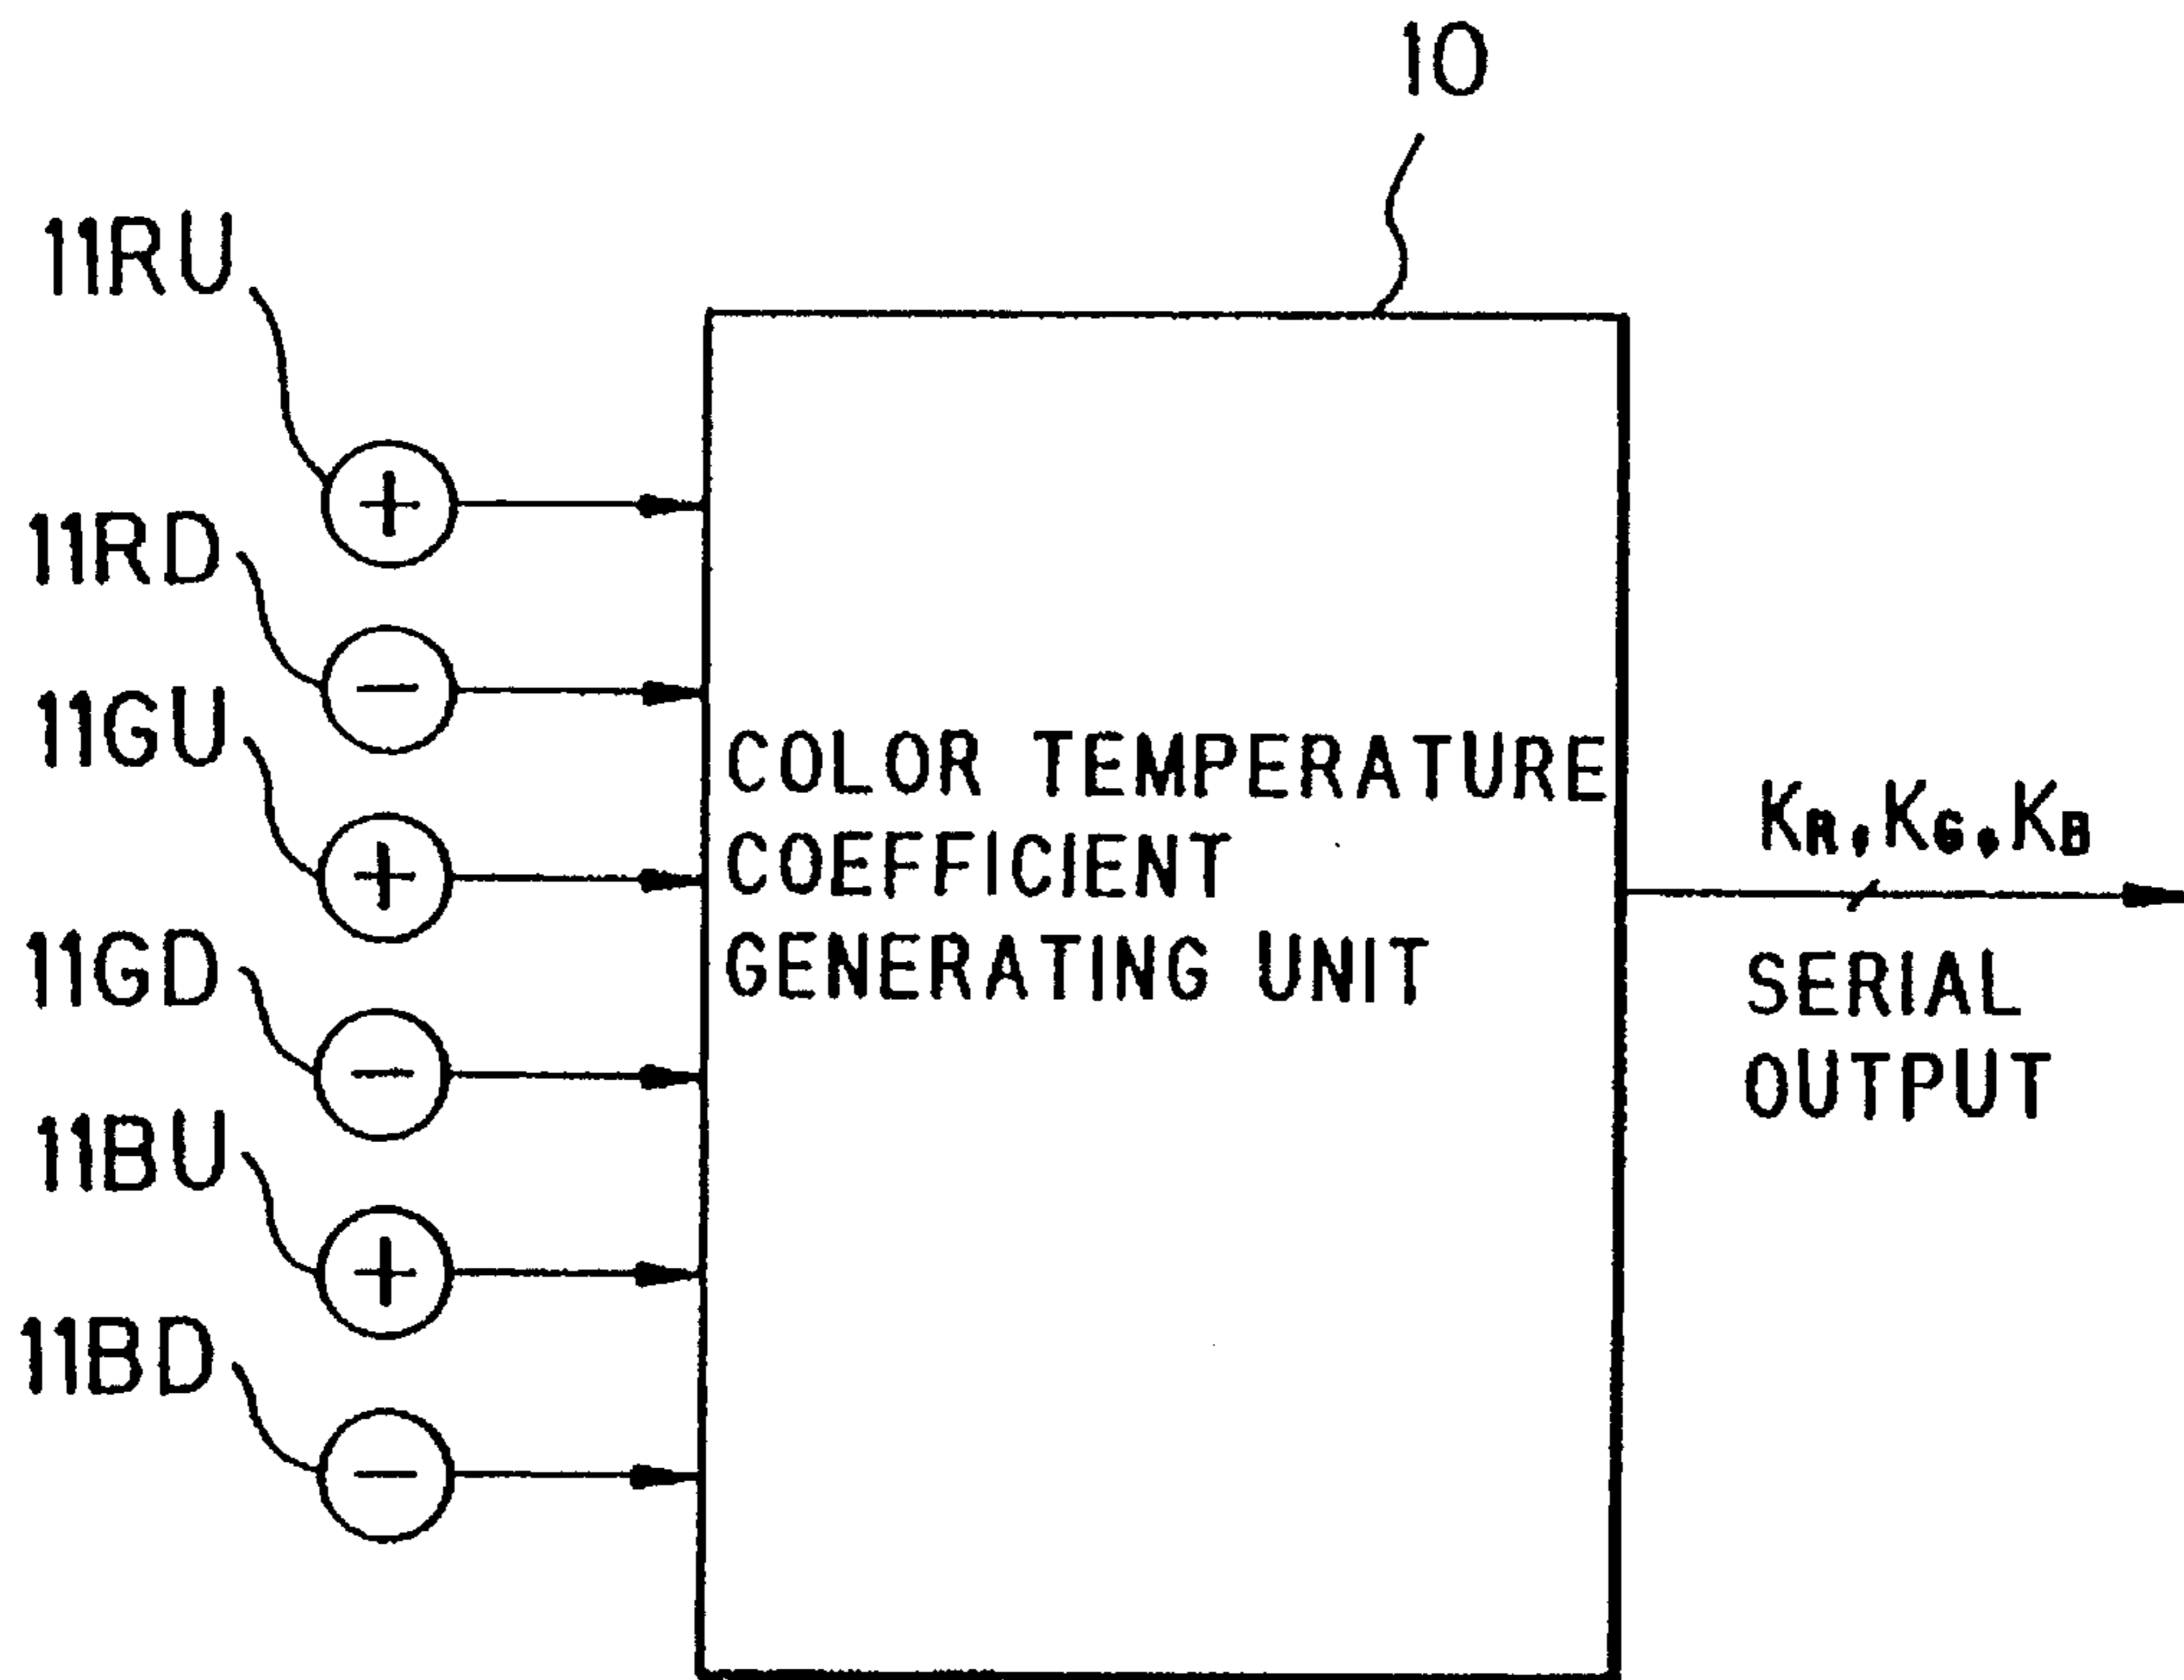 10
11RU
+
11RD
−
11GU
+
11GD
−
11BU
+
11BD
−
COLOR TEMPERATURE
COEFFICIENT
GENERATING UNIT
KR,KG,KB
SERIAL
OUTPUT